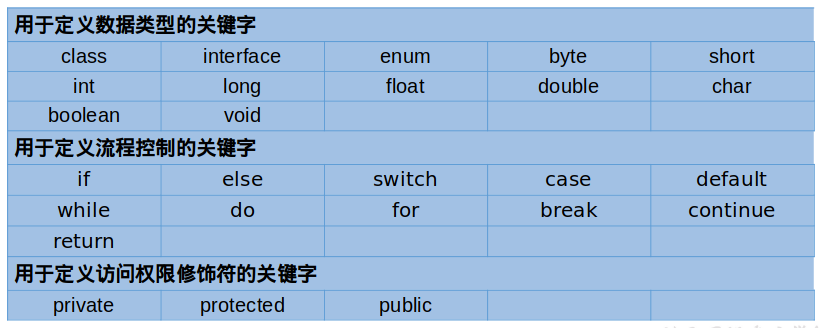 用于定义数据类型的关键字
class interface enum byte short
int long float double char
boolean void
用于定义流程控制的关键字
if else switch case default
while do for break continue
return
用于定义访问权限修饰符的关键字
private protected public